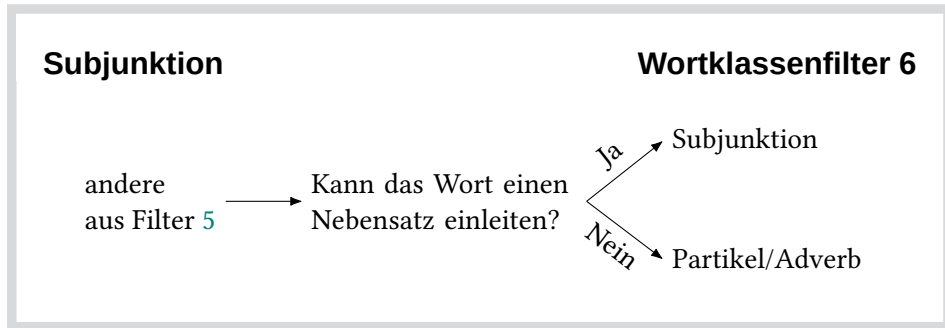 Subjunktion
Wortklassenfilter 6
andere
aus Filter 5
Kann das Wort einen
Nebensatz einleiten?
Ja
Subjunktion
Nein
Partikel/Adverb